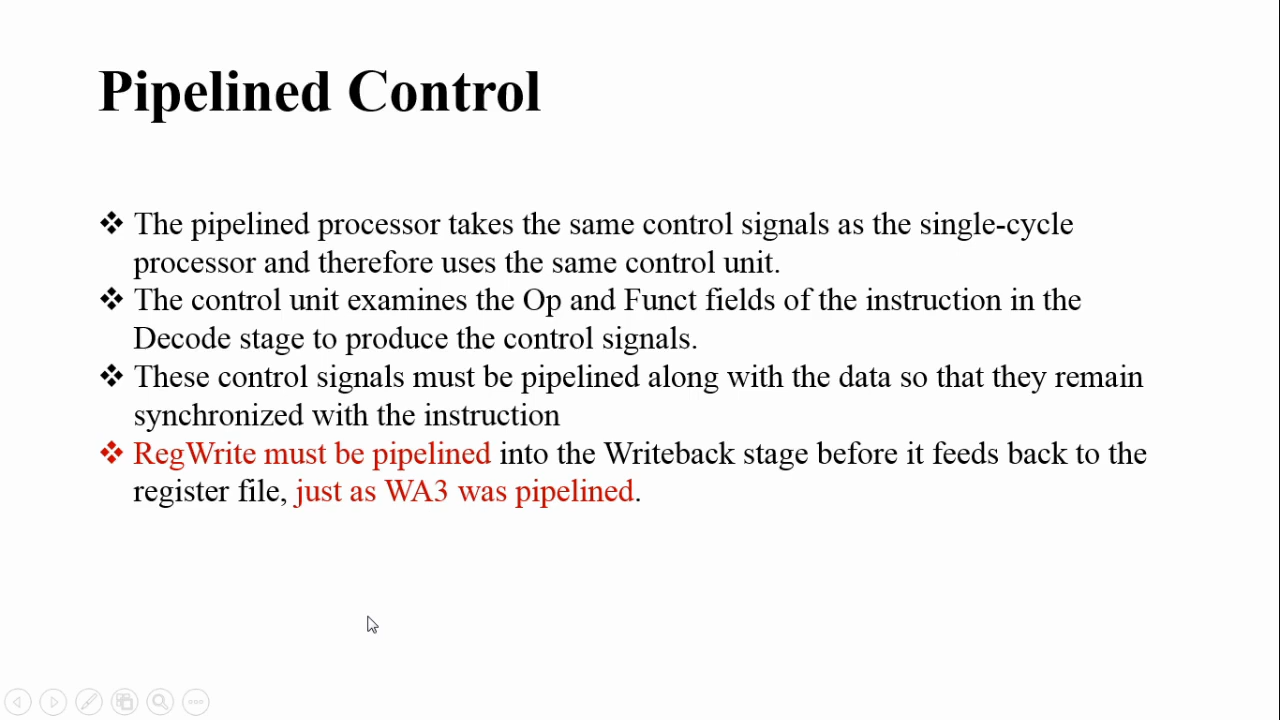 Pipelined Control
❖ The pipelined processor takes the same control signals as the single-cycle
processor and therefore uses the same control unit.
❖ The control unit examines the Op and Funct fields of the instruction in the
Decode stage to produce the control signals.
❖ These control signals must be pipelined along with the data so that they remain
synchronized with the instruction
❖ RegWrite must be pipelined into the Writeback stage before it feeds back to the
register file, just as WA3 was pipelined.